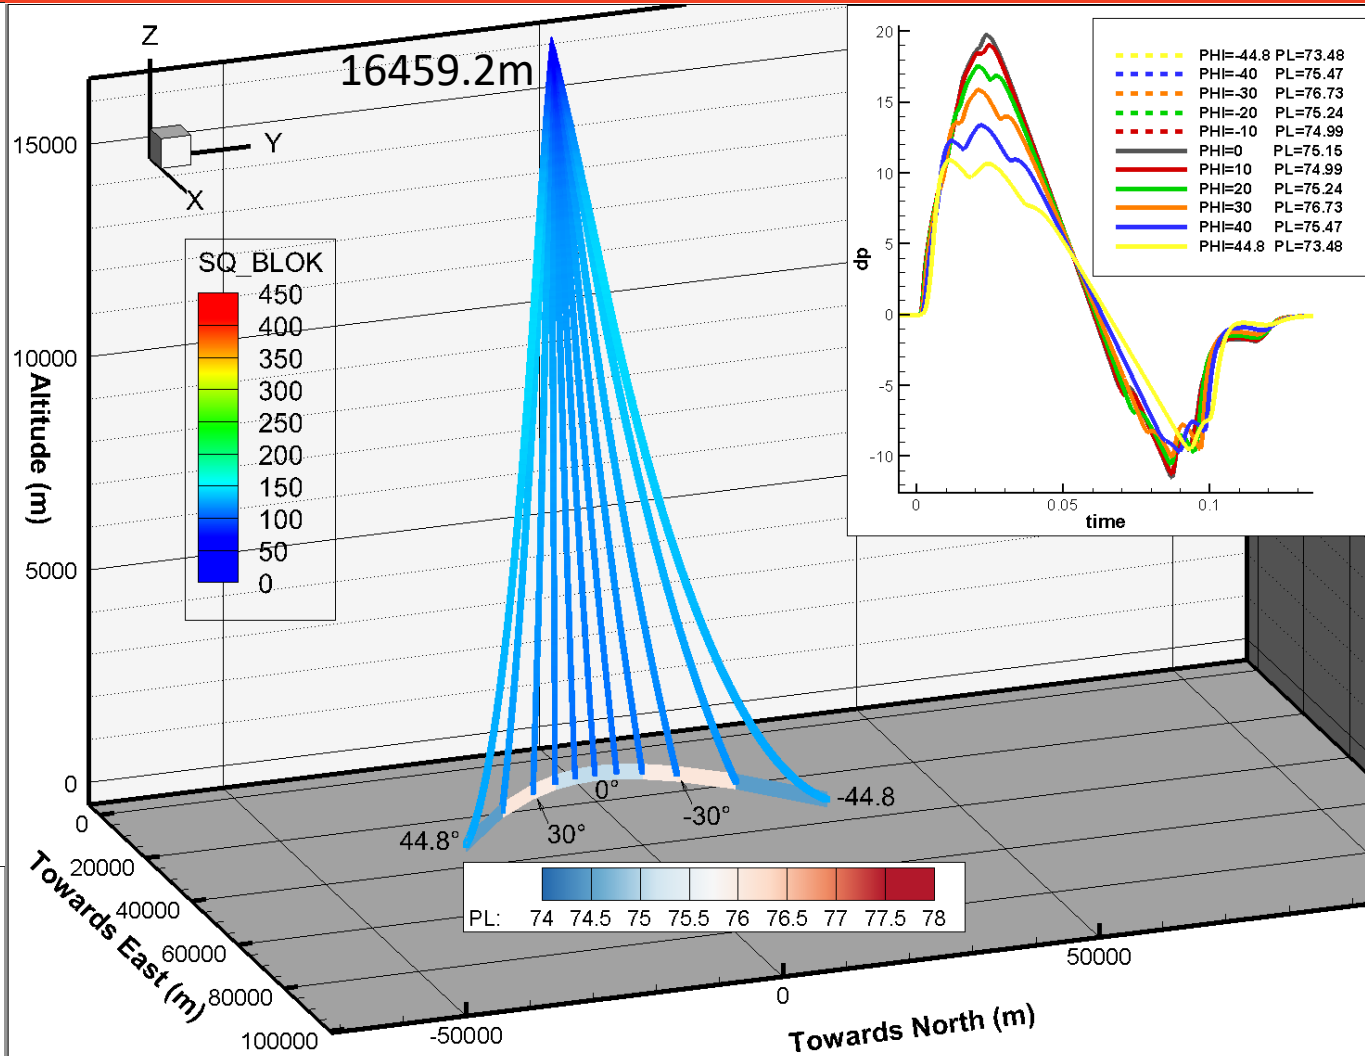 Z
Y
X
16459.2m
SQ_BLOK
450
400
350
300
250
200
150
100
50
0
15000
10000
5000
0
Altitude (m)
20
15
10
5
0
-5
-10
dp
0
0.05
0.1
time
PHI=-44.8 PL=73.48
PHI=-40 PL=75.47
PHI=-30 PL=76.73
PHI=-20 PL=75.24
PHI=-10 PL=74.99
PHI=0 PL=75.15
PHI=10 PL=74.99
PHI=20 PL=75.24
PHI=30 PL=76.73
PHI=40 PL=75.47
PHI=44.8 PL=73.48
44.8°
30°
0°
-30°
-44.8
PL: 74 74.5 75 75.5 76 76.5 77 77.5 78
0
20000
40000
60000
80000
100000
Towards East (m)
-50000
0
50000
Towards North (m)